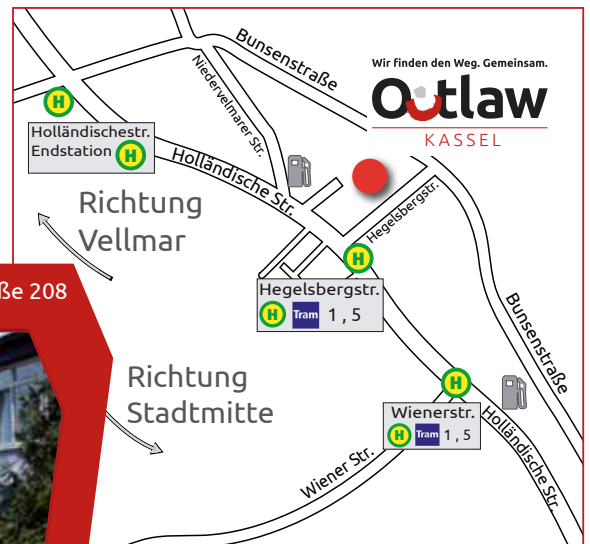 Bunsenstraße
Wir finden den Weg. Gemeinsam.
Outlaw
KASSEL
Niedervelmarer Str.
H
Holländischestr.
Endstation H
Holländische Str.
Richtung
Vellmar
Hegelsbergstr.
H
Hegelsbergstr.
H Tram 1 , 5
ße 208
Bunsenstraße
Richtung
Stadtmitte
H
Wienerstr.
H Tram 1 , 5
Holländische Str.
Wiener Str.